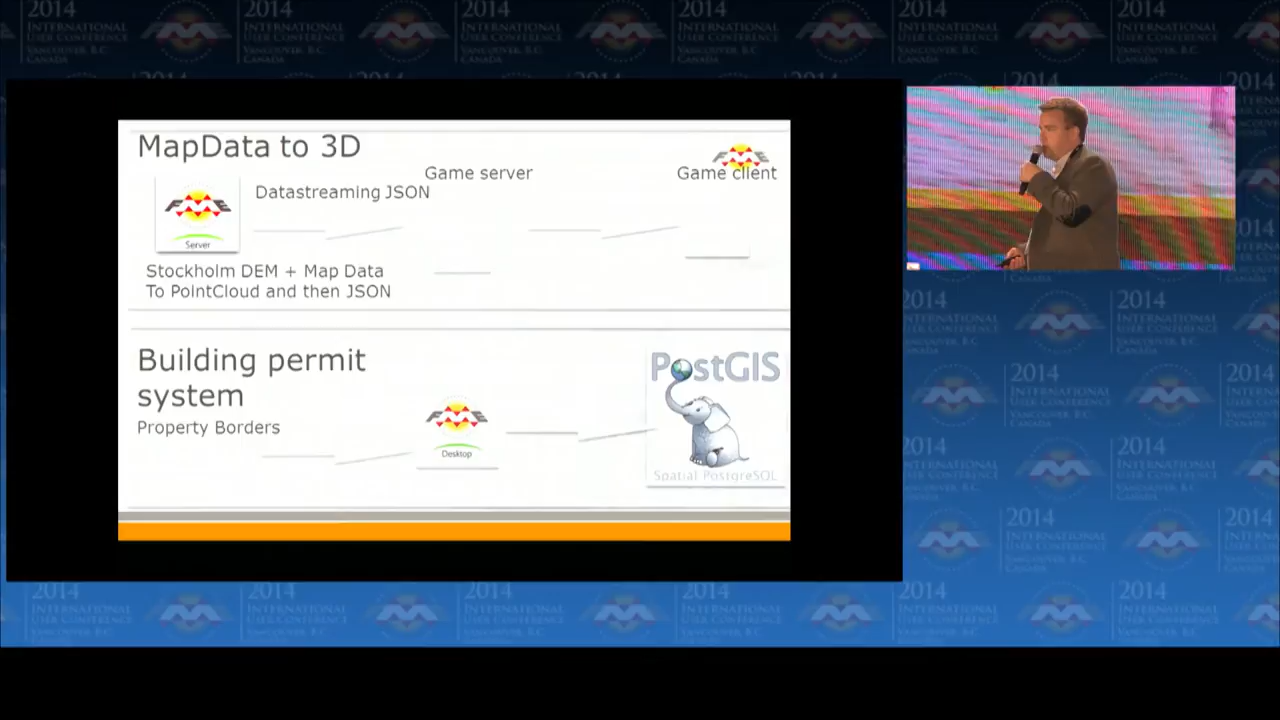 2014
INTERNATIONAL
USER CONFERENCE
VANCOUVER, B.C.
CANADA
MapData to 3D
Game server
FME
Game client
FME
Server
Datastreaming JSON
Stockholm DEM + Map Data
To PointCloud and then JSON
Building permit
system
Property Borders
FME
Desktop
PostGIS
Spatial PostgreSQL